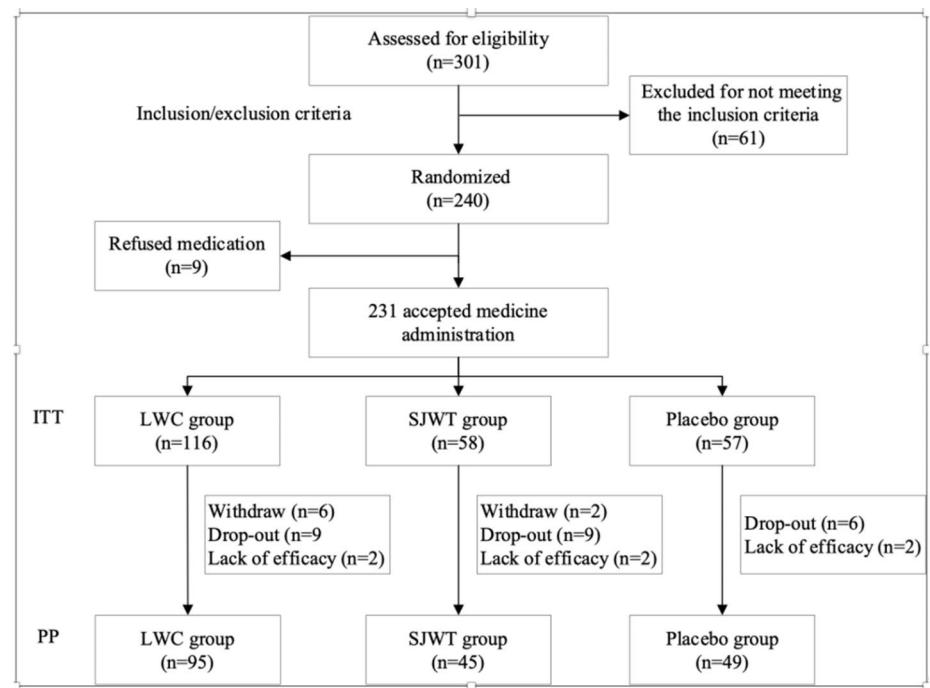 Assessed for eligibility
(n=301)
Inclusion/exclusion criteria
Excluded for not meeting
the inclusion criteria
(n=61)
Randomized
(n=240)
Refused medication
(n=9)
231 accepted medicine
administration
ITT
LWC group
(n=116)
SJWT group
(n=58)
Placebo group
(n=57)
Withdraw (n=6)
Drop-out (n=9
Lack of efficacy (n=2)
Withdraw (n=2)
Drop-out (n=9)
Lack of efficacy (n=2)
Drop-out (n=6)
Lack of efficacy (n=2)
PP
LWC group
(n=95)
SJWT group
(n=45)
Placebo group
(n=49)